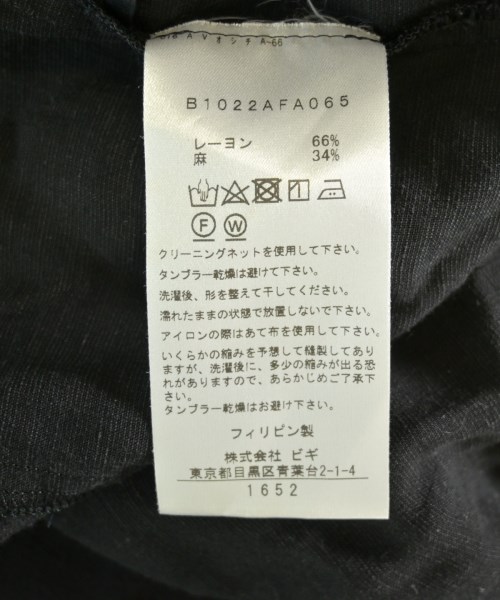 B1022AFA065
レーヨン 66%
麻 34%
F W
クリーニングネットを使用して下さい。
タンブラー乾燥は避けて下さい。
洗濯後、形を整えて干してください。
濡れたままの状態で放置しないで下さい。
アイロンの際はあて布を使用して下さい。
いくらかの縮みを予想して縫製してあり
ますが、洗濯後に、多少の縮みが出る恐
れがありますので、あらかじめご了承
下さい。
タンブラー乾燥はお避け下さい。
フィリピン製
株式会社 ビギ
東京都目黒区青葉台2-1-4
1652